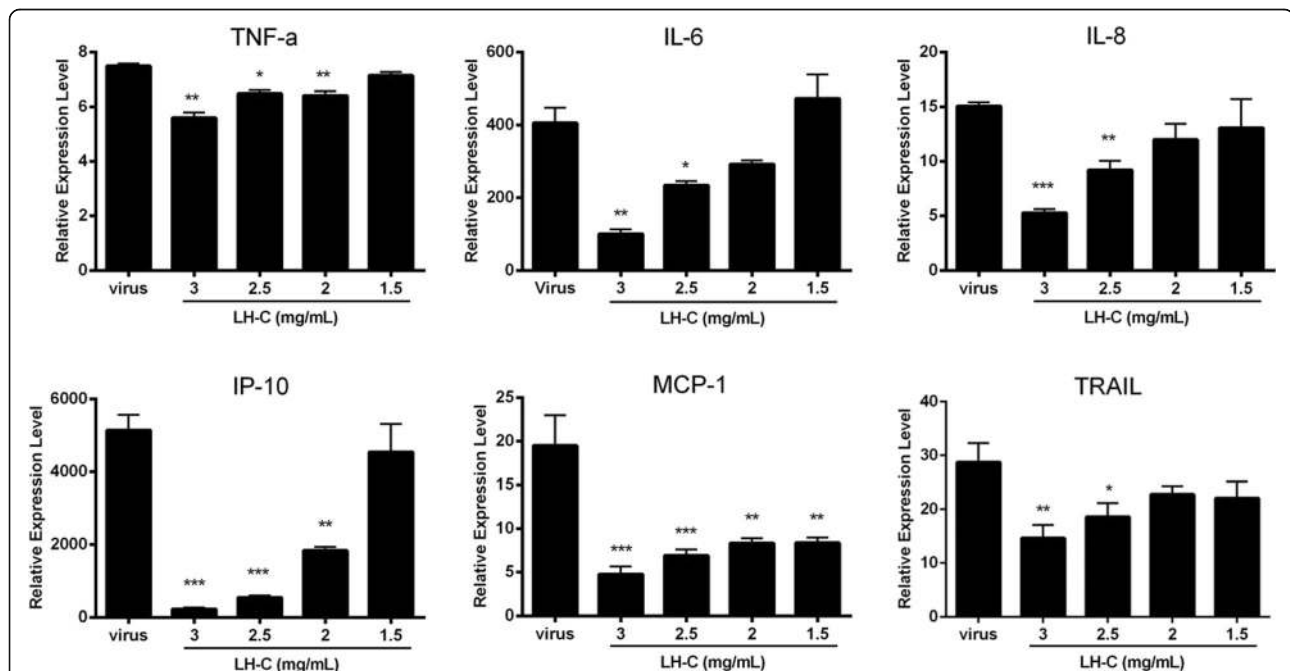 TNF-a
Relative Expression Level
8
6
4
2
0
**
*
**
virus
3
2.5
2
1.5
LH-C (mg/mL)
IL-6
Relative Expression Level
600
400
200
0
**
*
Virus
3
2.5
2
1.5
LH-C (mg/mL)
IL-8
Relative Expression Level
20
15
10
5
0
***
**
virus
3
2.5
2
1.5
LH-C (mg/mL)
IP-10
Relative Expression Level
6000
4000
2000
0
***
***
**
virus
3
2.5
2
1.5
LH-C (mg/mL)
MCP-1
Relative Expression Level
25
20
15
10
5
0
***
***
**
**
virus
3
2.5
2
1.5
LH-C (mg/mL)
TRAIL
Relative Expression Level
40
30
20
10
0
**
*
virus
3
2.5
2
1.5
LH-C (mg/mL)